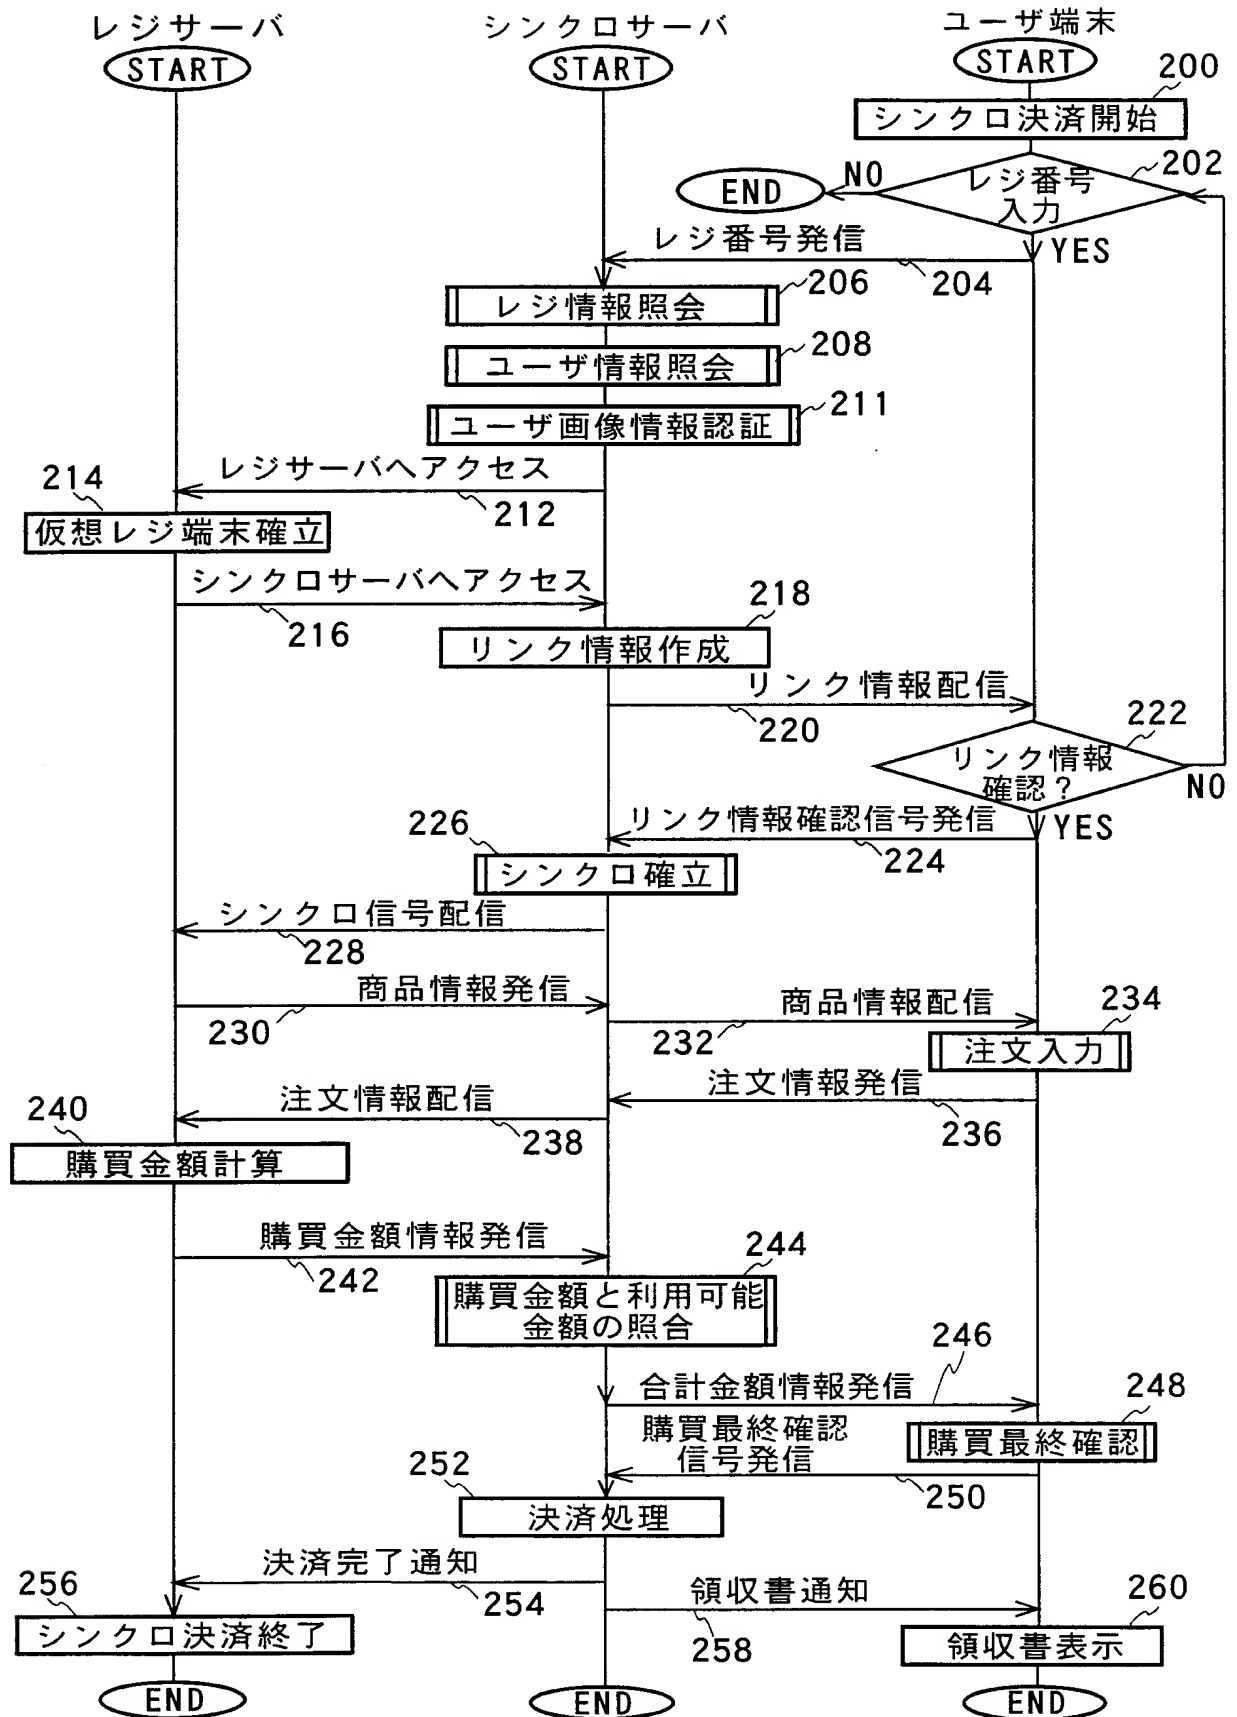 レジサーバ
シンクロサーバ
ユーザ端末
START
START
START
200
シンクロ決済開始
202
レジ番号
入力
NO
END
YES
レジ番号発信
204
206
レジ情報照会
208
ユーザ情報照会
211
ユーザ画像情報認証
レジサーバへアクセス
212
214
仮想レジ端末確立
シンクロサーバへアクセス
216
218
リンク情報作成
リンク情報配信
220
222
リンク情報
確認?
NO
YES
リンク情報確認信号発信
224
226
シンクロ確立
シンクロ信号配信
228
商品情報発信
230
商品情報配信
232
234
注文入力
注文情報発信
236
注文情報配信
238
240
購買金額計算
購買金額情報発信
242
244
購買金額と利用可能
金額の照合
246
合計金額情報発信
248
購買最終確認
購買最終確認
信号発信
250
252
決済処理
決済完了通知
254
256
シンクロ決済終了
領収書通知
258
260
領収書表示
END
END
END